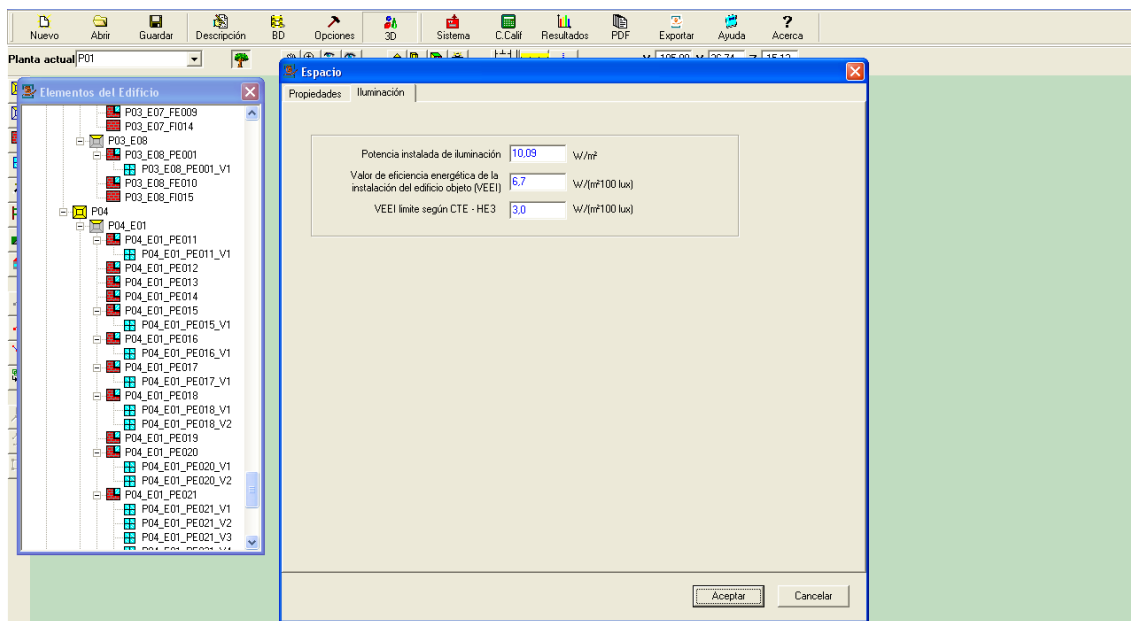 Nuevo Abrir Guardar Descripción BD Opciones 3D Sistema C.Calif Resultados PDF Exportar Ayuda Acerca
Planta actual P01
Elementos del Edificio
P03_E07_FE009
P03_E07_FI014
P03_E08
P03_E08_PE001
P03_E08_PE001_V1
P03_E08_FE010
P03_E08_FI015
P04
P04_E01
P04_E01_PE011
P04_E01_PE011_V1
P04_E01_PE012
P04_E01_PE013
P04_E01_PE014
P04_E01_PE015
P04_E01_PE015_V1
P04_E01_PE016
P04_E01_PE016_V1
P04_E01_PE017
P04_E01_PE017_V1
P04_E01_PE018
P04_E01_PE018_V1
P04_E01_PE018_V2
P04_E01_PE019
P04_E01_PE020
P04_E01_PE020_V1
P04_E01_PE020_V2
P04_E01_PE021
P04_E01_PE021_V1
P04_E01_PE021_V2
P04_E01_PE021_V3
Espacio
Propiedades Iluminación
Potencia instalada de iluminación 10,09 W/m²
Valor de eficiencia energética de la
instalación del edificio objeto (VEEI) 6,7 W/(m²100 lux)
VEEI limite según CTE - HE3 3,0 W/(m²100 lux)
Aceptar Cancelar